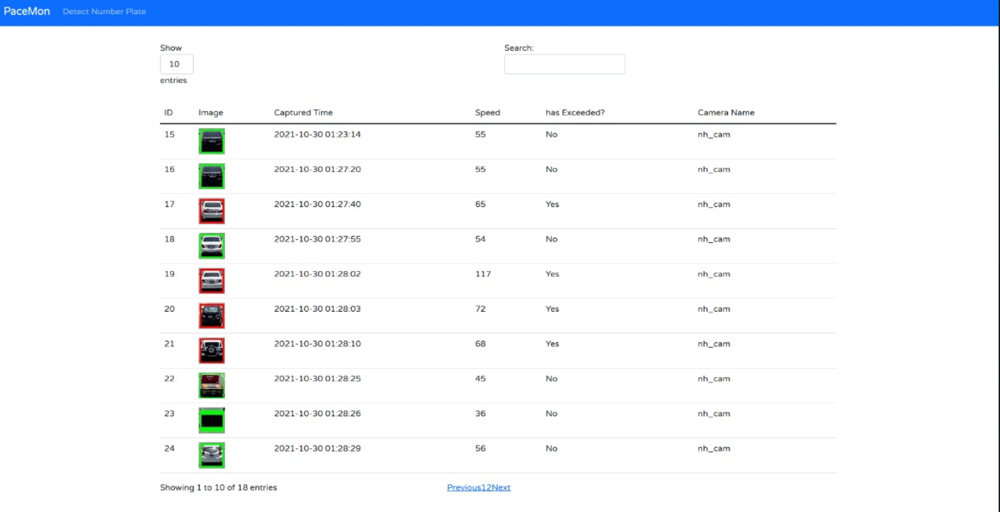 PaceMon Detect Number Plate
Show
10
entries
Search:
ID Image Captured Time Speed has Exceeded? Camera Name
15 2021-10-30 01:23:14 55 No nh_cam
16 2021-10-30 01:27:20 55 No nh_cam
17 2021-10-30 01:27:40 65 Yes nh_cam
18 2021-10-30 01:27:55 54 No nh_cam
19 2021-10-30 01:28:02 117 Yes nh_cam
20 2021-10-30 01:28:03 72 Yes nh_cam
21 2021-10-30 01:28:10 68 Yes nh_cam
22 2021-10-30 01:28:25 45 No nh_cam
23 2021-10-30 01:28:26 36 No nh_cam
24 2021-10-30 01:28:29 56 No nh_cam
Showing 1 to 10 of 18 entries Previous12Next